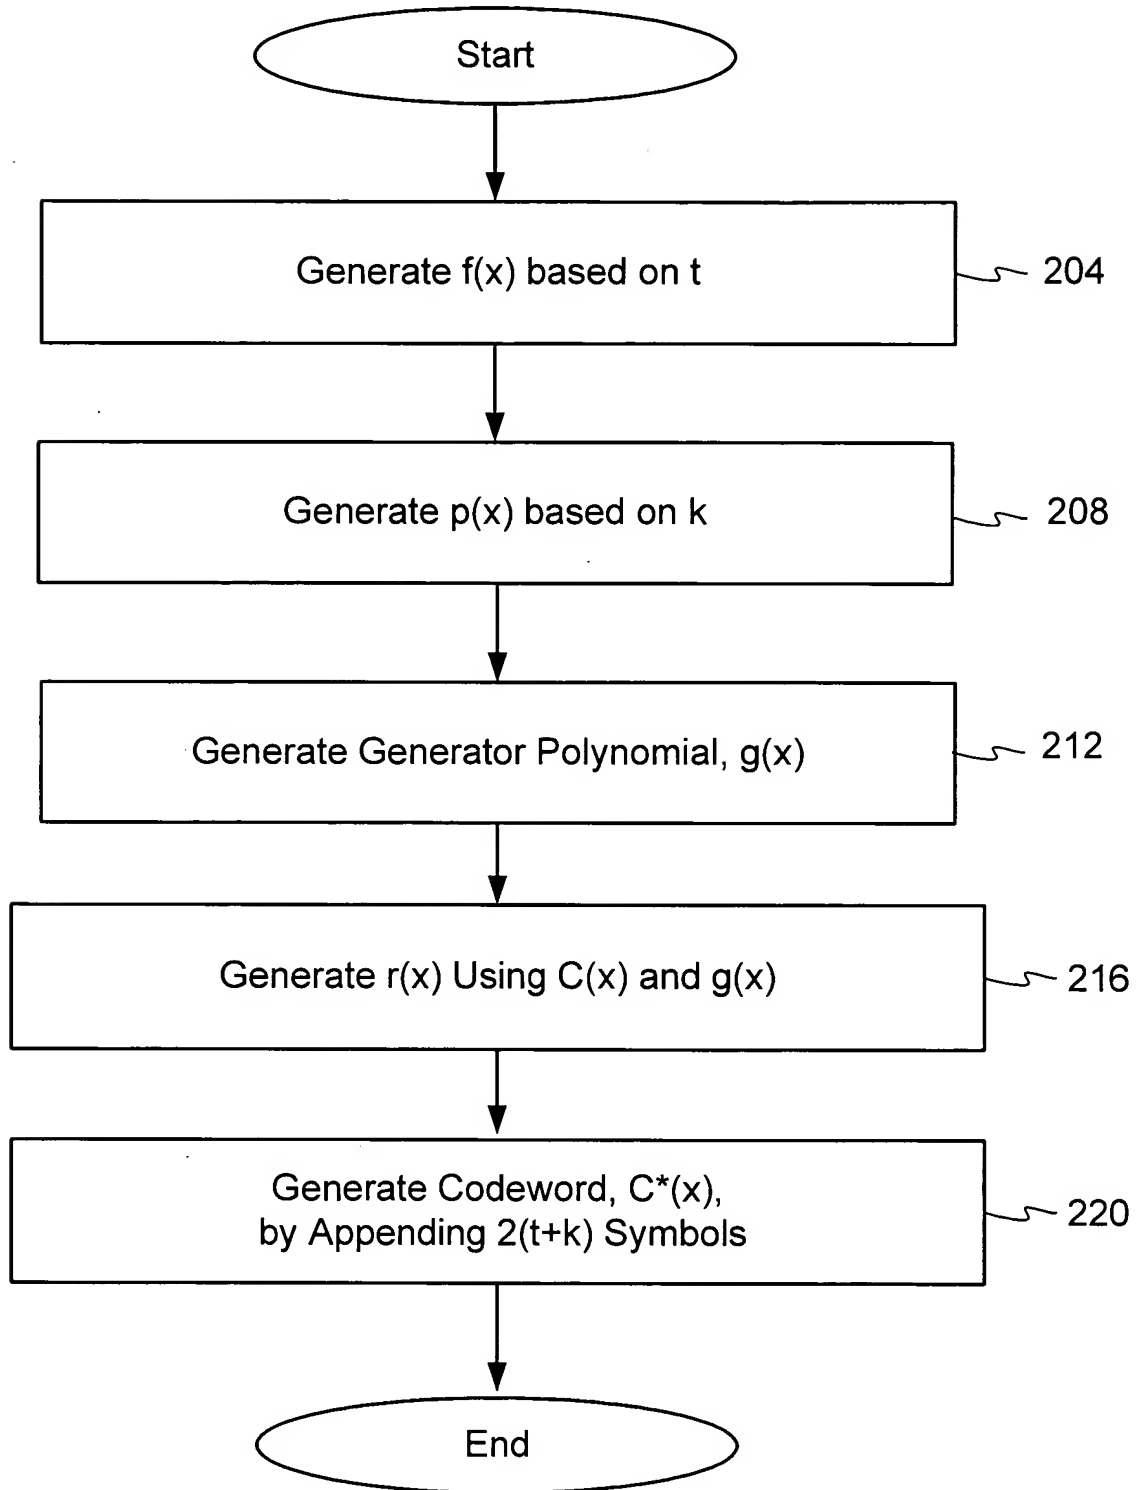 Start
Generate f(x) based on t
204
Generate p(x) based on k
208
Generate Generator Polynomial, g(x)
212
Generate r(x) Using C(x) and g(x)
216
Generate Codeword, C*(x),
by Appending 2(t+k) Symbols
220
End